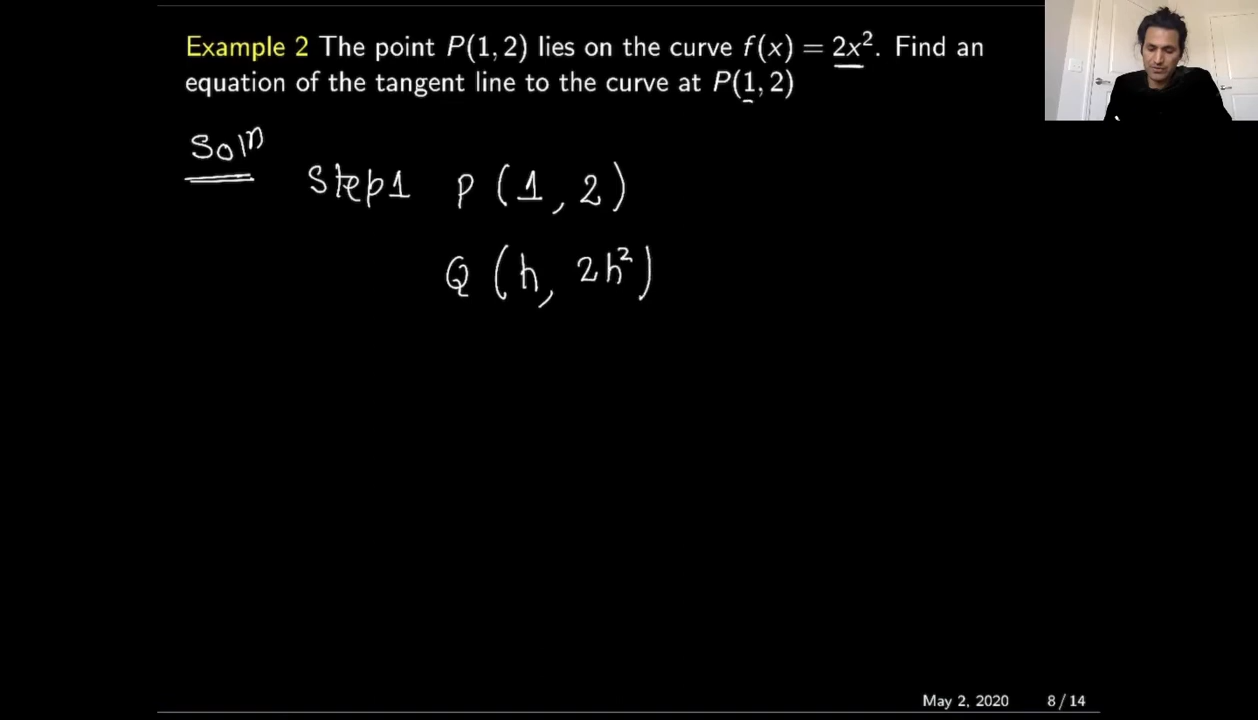 Example 2 The point P(1, 2) lies on the curve f(x) = 2x². Find an
equation of the tangent line to the curve at P(1, 2)
Soln
Step1 P (1, 2)
Q (h, 2h²)
May 2, 2020 8 / 14